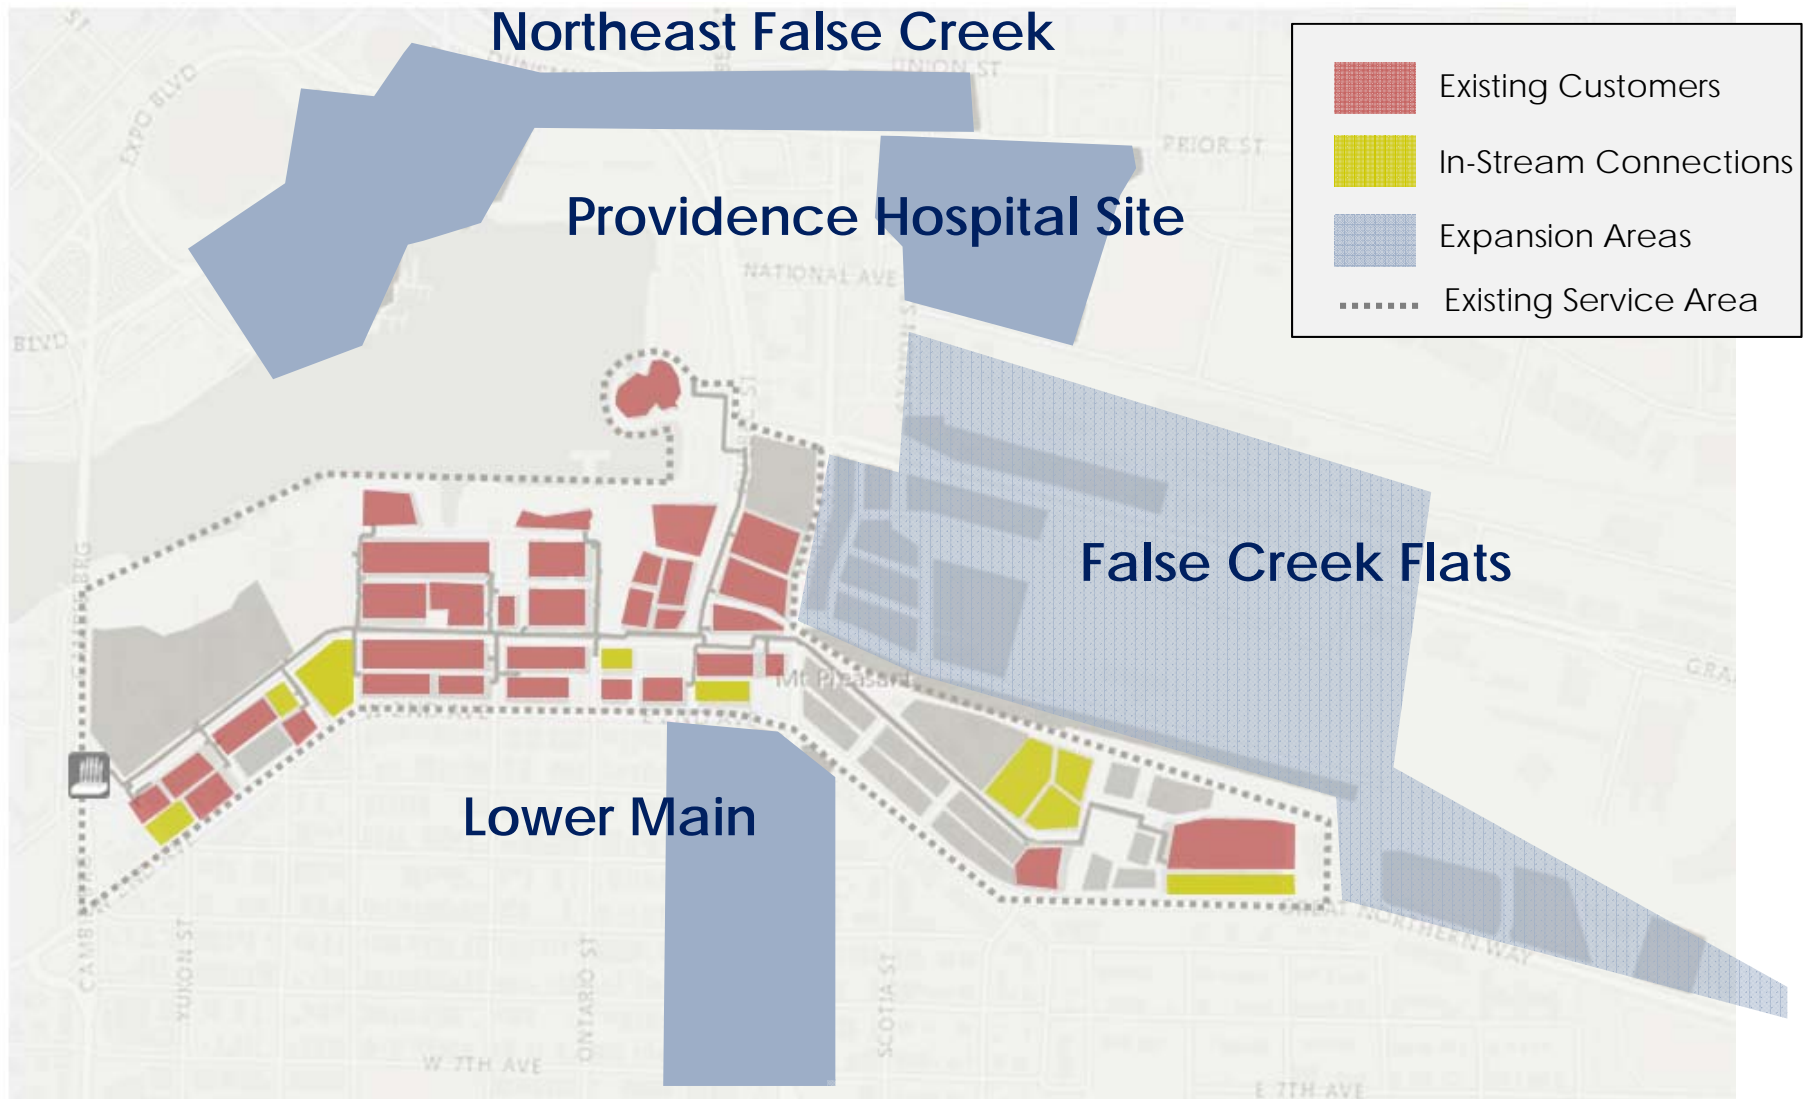 Northeast False Creek
UNION ST
EXPO BLVD
PRIOR ST
Existing Customers
In-Stream Connections
Expansion Areas
Existing Service Area
Providence Hospital Site
NATIONAL AVE
BLVD
False Creek Flats
Mt Pleasant
Lower Main
GREAT NORTHERN WAY
YUKON ST
ONTARIO ST
SCOTIA ST
W 7TH AVE
E 7TH AVE